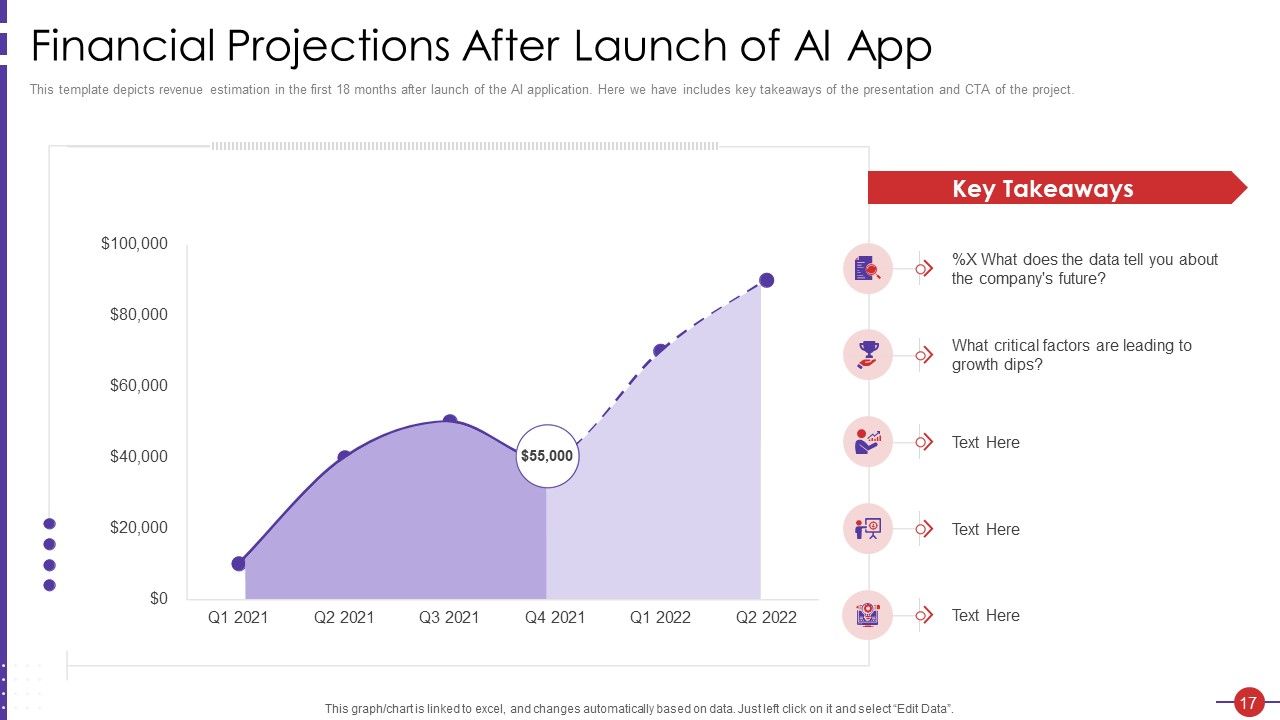 Financial Projections After Launch of AI App
This template depicts revenue estimation in the first 18 months after launch of the AI application. Here we have includes key takeaways of the presentation and CTA of the project.
Key Takeaways
$100,000
$80,000
$60,000
$40,000
$20,000
$0
$55,000
Q1 2021 Q2 2021 Q3 2021 Q4 2021 Q1 2022 Q2 2022
%X What does the data tell you about
the company's future?
What critical factors are leading to
growth dips?
Text Here
Text Here
Text Here
This graph/chart is linked to excel, and changes automatically based on data. Just left click on it and select “Edit Data”.
17